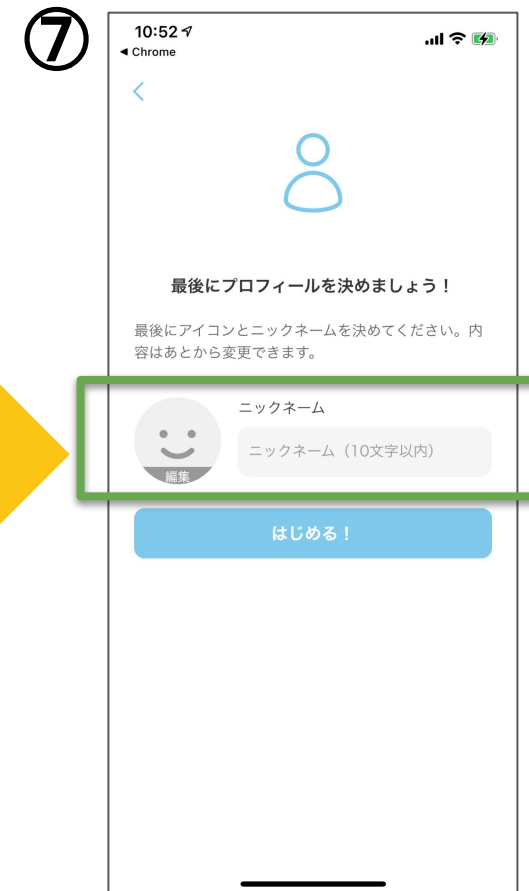 ⑦
10:52
◀ Chrome
最後にプロフィールを決めましょう！
最後にアイコンとニックネームを決めてください。内
容はあとから変更できます。
ニックネーム
ニックネーム（10文字以内）
編集
はじめる！